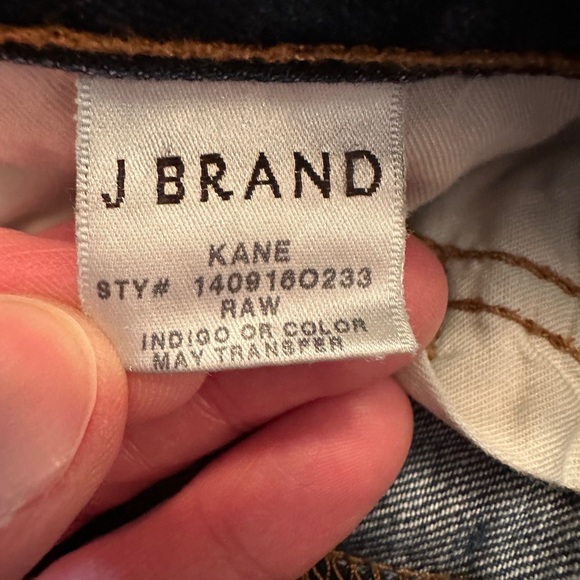 J BRAND
KANE
STY# 1409160233
RAW
INDIGO OR COLOR
MAY TRANSFER